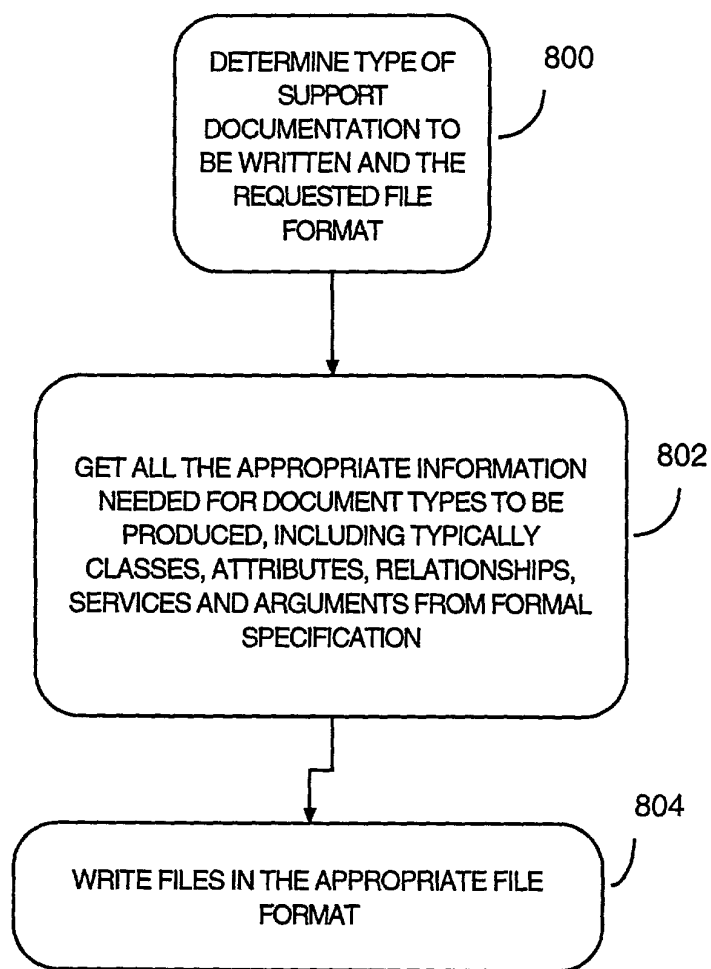 DETERMINE TYPE OF
SUPPORT
DOCUMENTATION TO
BE WRITTEN AND THE
REQUESTED FILE
FORMAT
800
GET ALL THE APPROPRIATE INFORMATION
NEEDED FOR DOCUMENT TYPES TO BE
PRODUCED, INCLUDING TYPICALLY
CLASSES, ATTRIBUTES, RELATIONSHIPS,
SERVICES AND ARGUMENTS FROM FORMAL
SPECIFICATION
802
WRITE FILES IN THE APPROPRIATE FILE
FORMAT
804